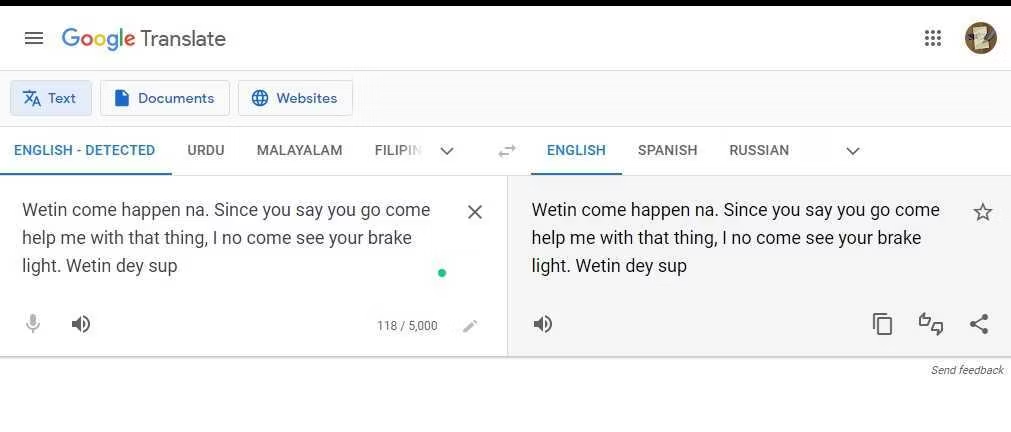 Google Translate
Text Documents Websites
ENGLISH - DETECTED URDU MALAYALAM FILIPIN ENGLISH SPANISH RUSSIAN
Wetin come happen na. Since you say you go come
help me with that thing, I no come see your brake
light. Wetin dey sup
118 / 5,000
Wetin come happen na. Since you say you go come
help me with that thing, I no come see your brake
light. Wetin dey sup
Send feedback